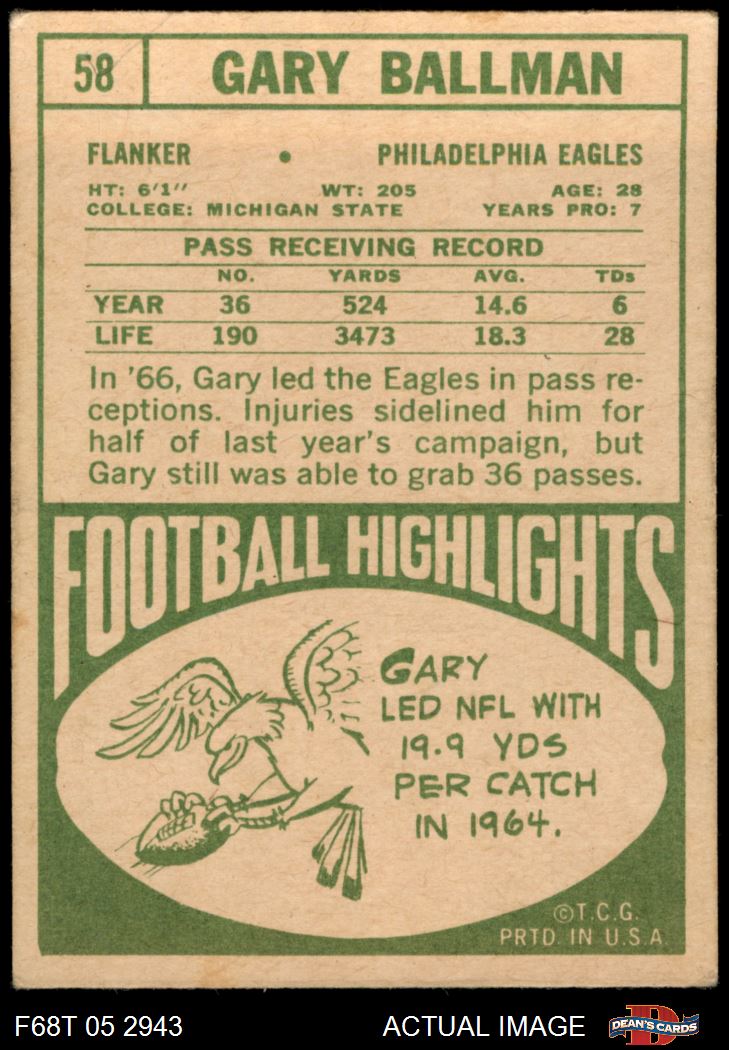 58 GARY BALLMAN
FLANKER • PHILADELPHIA EAGLES
HT: 6'1" WT: 205 AGE: 28
COLLEGE: MICHIGAN STATE YEARS PRO: 7
PASS RECEIVING RECORD
NO. YARDS AVG. TDs
YEAR 36 524 14.6 6
LIFE 190 3473 18.3 28
In '66, Gary led the Eagles in pass re-
ceptions. Injuries sidelined him for
half of last year's campaign, but
Gary still was able to grab 36 passes.
FOOTBALL HIGHLIGHTS
GARY
LED NFL WITH
19.9 YDS
PER CATCH
IN 1964.
©T.C.G.
PRTD. IN U.S.A.
F68T 05 2943 ACTUAL IMAGE DEAN'S CARDS